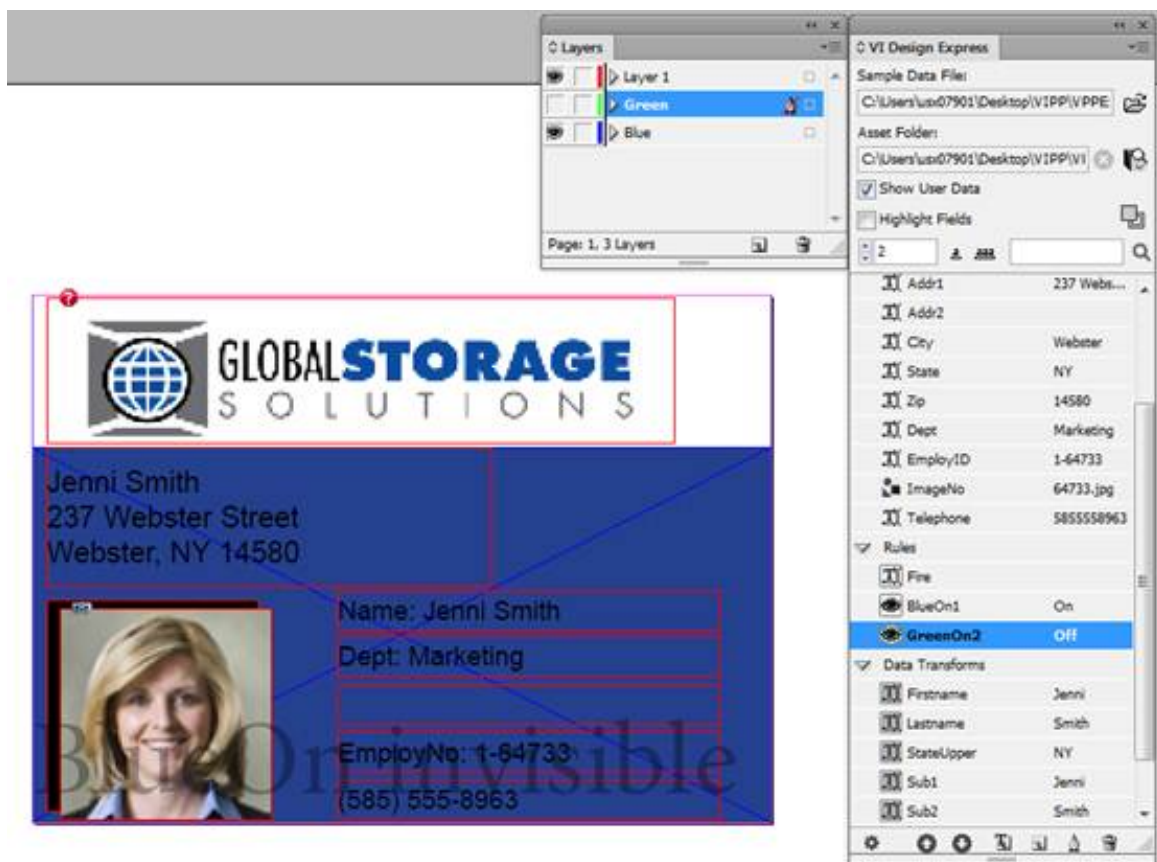 Layers
Layer 1
Green
Blue
Page: 1, 3 Layers
VI Design Express
Sample Data File:
C:\Users\usx07901\Desktop\VIPP\VPPE
Asset Folder:
C:\Users\usx07901\Desktop\VIPP\VI
Show User Data
Highlight Fields
2 a aaa
Addr1 237 Webs...
Addr2
City Webster
State NY
Zip 14580
Dept Marketing
EmployID 1-64733
ImageNo 64733.jpg
Telephone 5855558963
Rules
Fire
BlueOn1 On
GreenOn2 Off
Data Transforms
Firstname Jenni
Lastname Smith
StateUpper NY
Sub1 Jenni
Sub2 Smith
GLOBALSTORAGE
SOLUTIONS
Jenni Smith
237 Webster Street
Webster, NY 14580
Name: Jenni Smith
Dept: Marketing
EmployNo: 1-64733
(585) 555-8963
BlueOn invisible